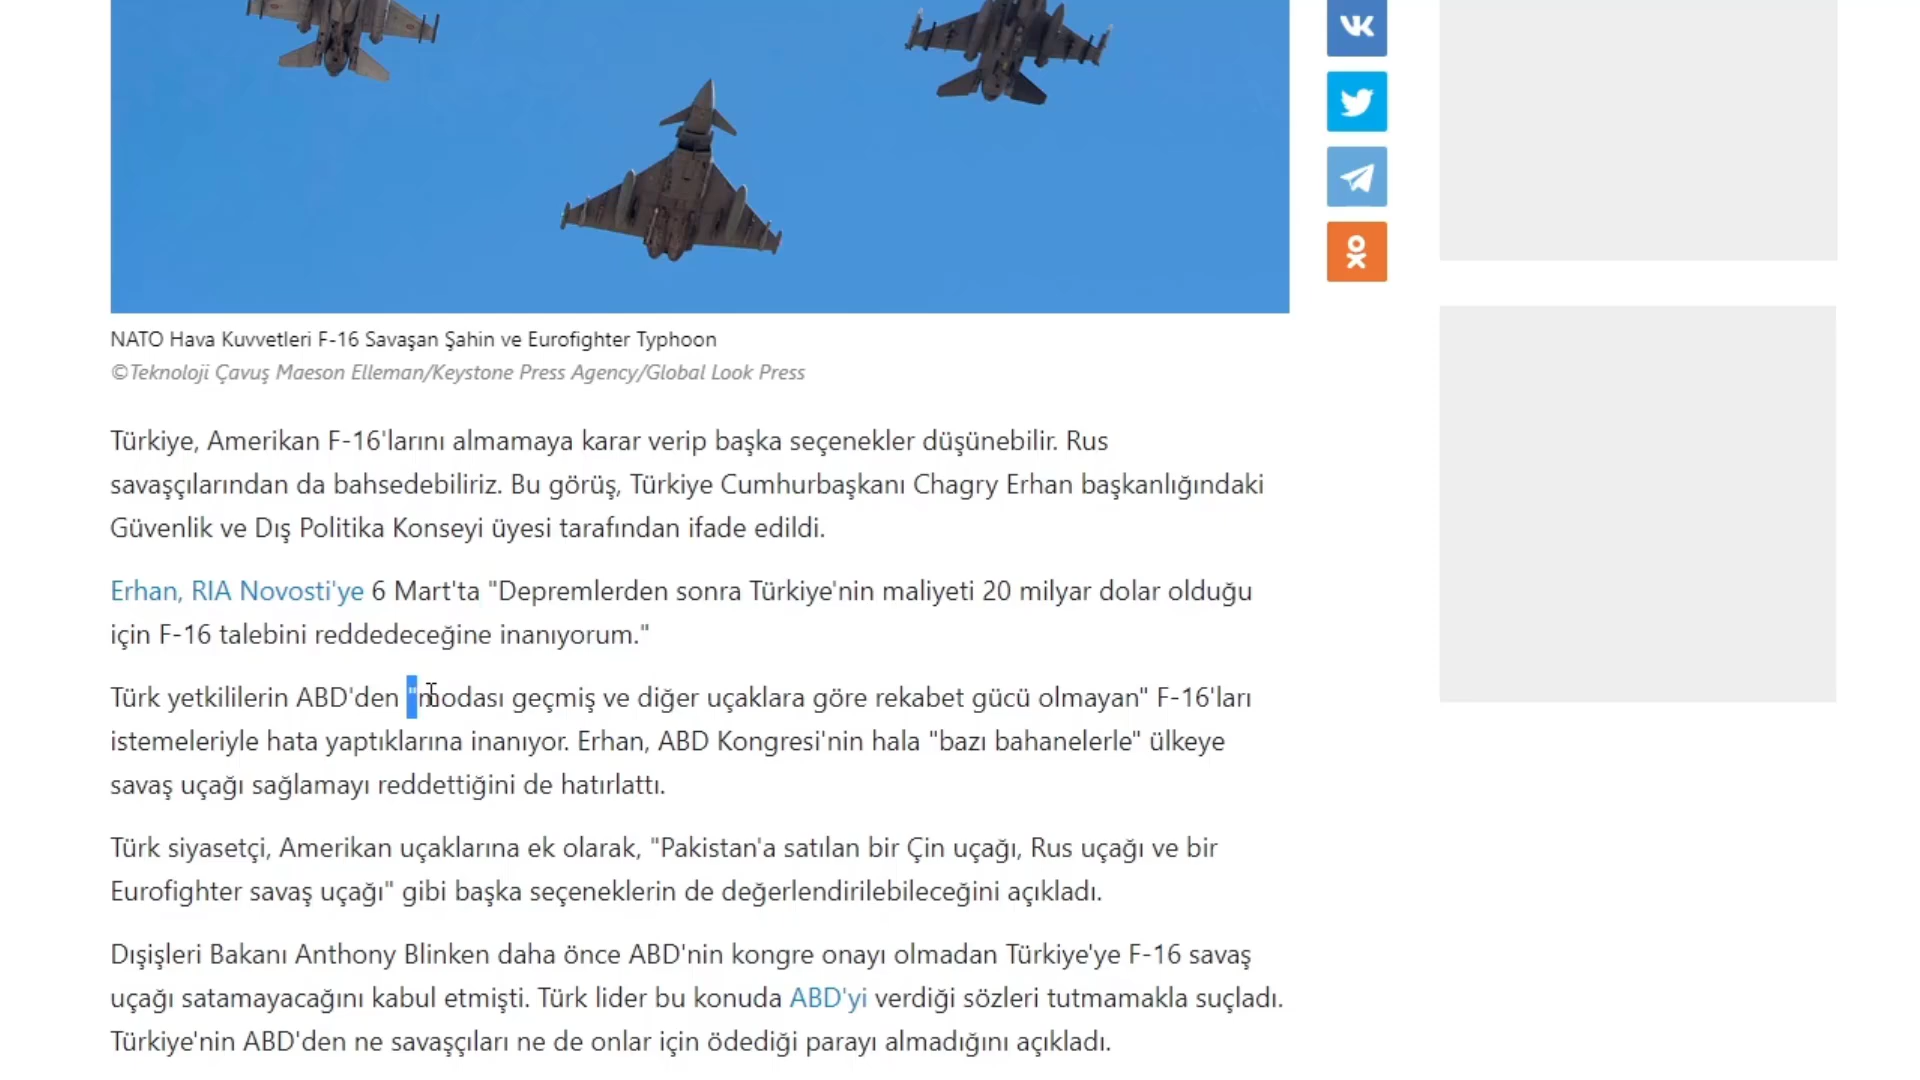 NATO Hava Kuvvetleri F-16 Savaşan Şahin ve Eurofighter Typhoon
©Teknoloji Çavuş Maeson Elleman/Keystone Press Agency/Global Look Press
Türkiye, Amerikan F-16'larını almamaya karar verip başka seçenekler düşünebilir. Rus
savaşçılarından da bahsedebiliriz. Bu görüş, Türkiye Cumhurbaşkanı Chagry Erhan başkanlığındaki
Güvenlik ve Dış Politika Konseyi üyesi tarafından ifade edildi.
Erhan, RIA Novosti'ye 6 Mart'ta "Depremlerden sonra Türkiye'nin maliyeti 20 milyar dolar olduğu
için F-16 talebini reddedeceğine inanıyorum."
Türk yetkililerin ABD'den "modası geçmiş ve diğer uçaklara göre rekabet gücü olmayan" F-16'ları
istemeleriyle hata yaptıklarına inanıyor. Erhan, ABD Kongresi'nin hala "bazı bahanelerle" ülkeye
savaş uçağı sağlamayı reddettiğini de hatırlattı.
Türk siyasetçi, Amerikan uçaklarına ek olarak, "Pakistan'a satılan bir Çin uçağı, Rus uçağı ve bir
Eurofighter savaş uçağı" gibi başka seçeneklerin de değerlendirilebileceğini açıkladı.
Dışişleri Bakanı Anthony Blinken daha önce ABD'nin kongre onayı olmadan Türkiye'ye F-16 savaş
uçağı satamayacağını kabul etmişti. Türk lider bu konuda ABD'yi verdiği sözleri tutmamakla suçladı.
Türkiye'nin ABD'den ne savaşçıları ne de onlar için ödediği parayı almadığını açıkladı.